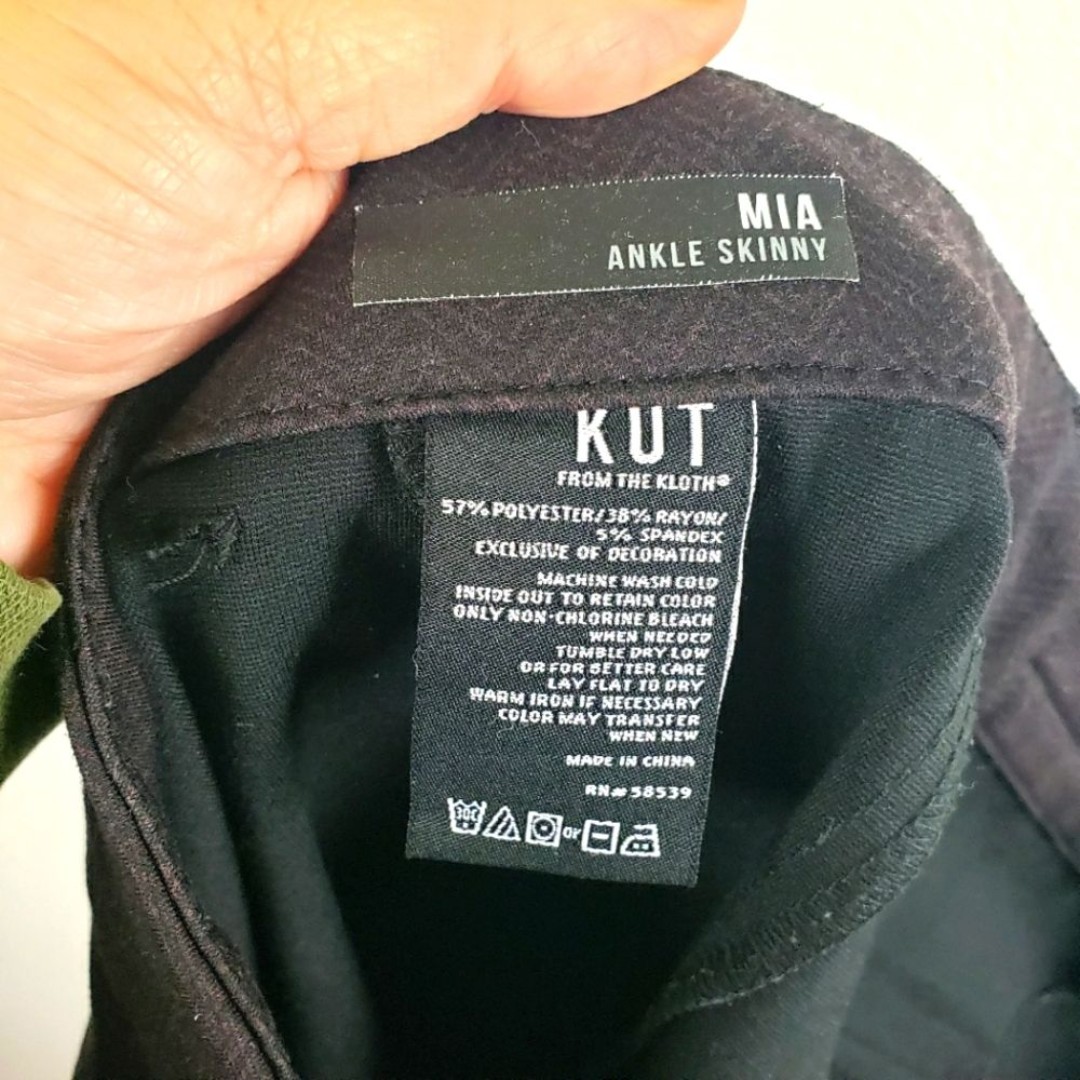 MIA
ANKLE SKINNY
KUT
FROM THE KLOTH®
57% POLYESTER/38% RAYON/
5% SPANDEX
EXCLUSIVE OF DECORATION
MACHINE WASH COLD
INSIDE OUT TO RETAIN COLOR
ONLY NON-CHLORINE BLEACH
WHEN NEEDED
TUMBLE DRY LOW
OR FOR BETTER CARE
LAY FLAT TO DRY
WARM IRON IF NECESSARY
COLOR MAY TRANSFER
WHEN NEW
MADE IN CHINA
RN# 58539
30C or